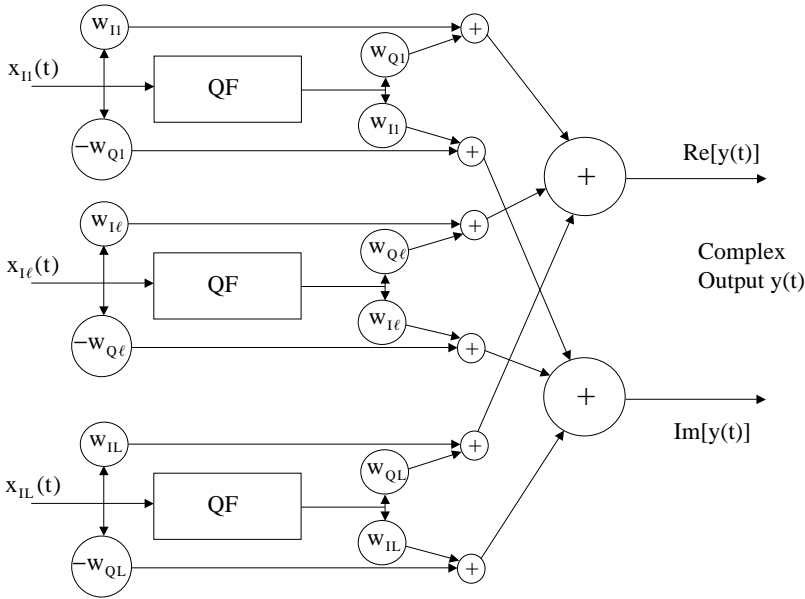 w_I1
w_Q1
x_I1(t)
QF
w_I1
−w_Q1
+
+
+
Re[y(t)]
w_Iℓ
w_Qℓ
x_Iℓ(t)
QF
w_Iℓ
−w_Qℓ
+
+
Complex
Output y(t)
+
Im[y(t)]
w_IL
w_QL
x_IL(t)
QF
w_IL
−w_QL
+
+